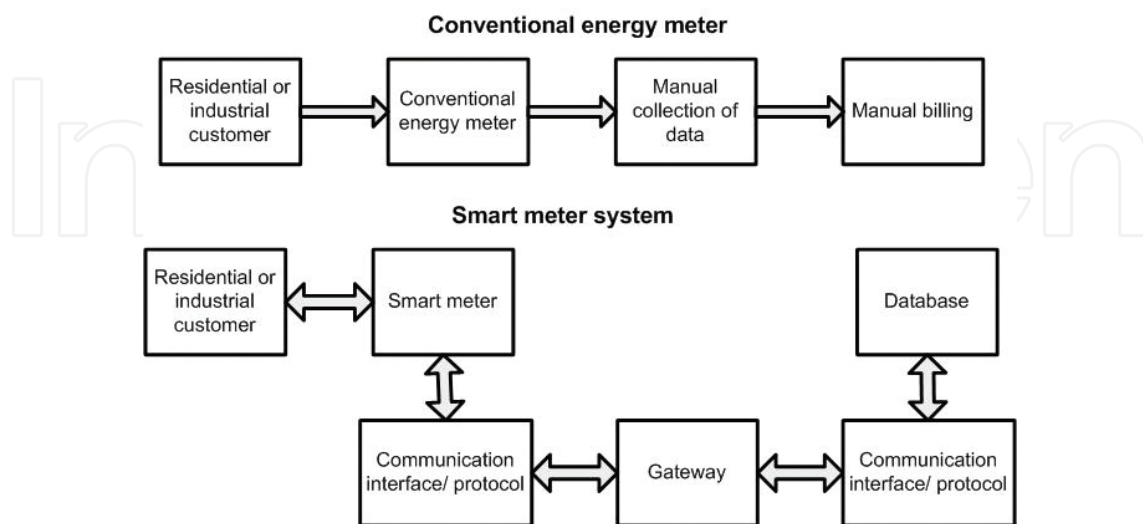 Conventional energy meter
Residential or
industrial
customer
Conventional
energy meter
Manual
collection of
data
Manual billing
Smart meter system
Residential or
industrial
customer
Smart meter
Database
Communication
interface/ protocol
Gateway
Communication
interface/ protocol